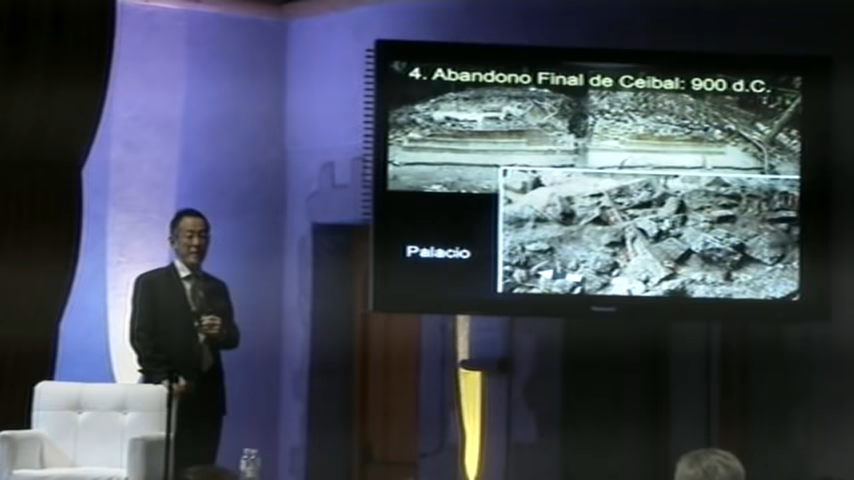 4. Abandono Final de Ceibal: 900 d.C.
Palacio